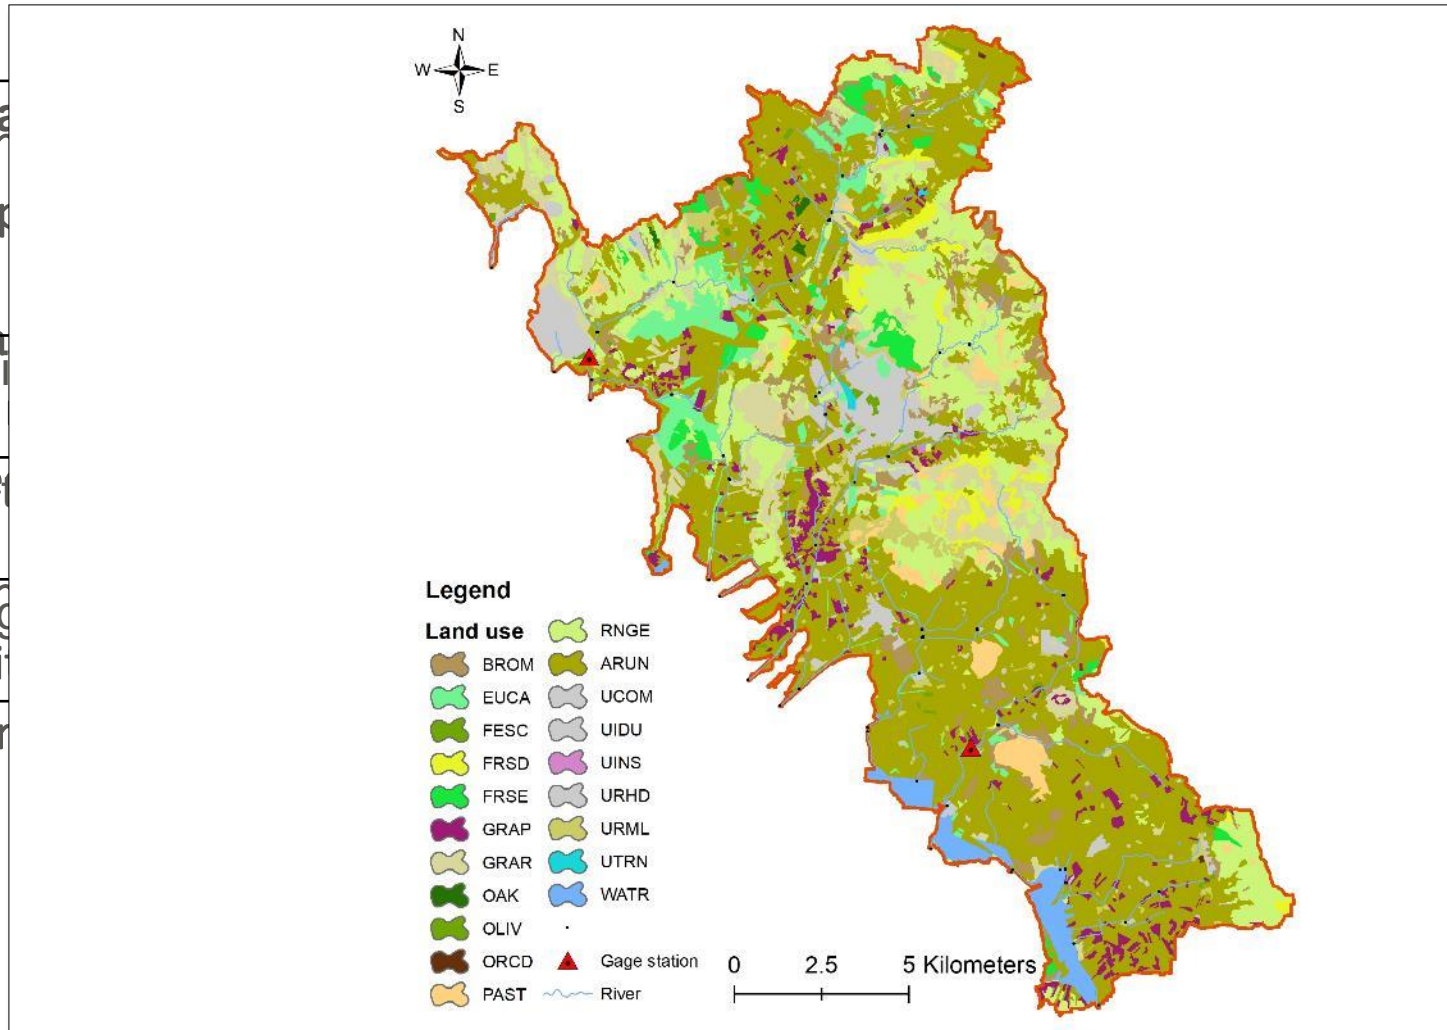 N
W E
S
Legend
Land use
BROM
EUCA
FESC
FRSD
FRSE
GRAP
GRAR
OAK
OLIV
ORCD
PAST
RNGE
ARUN
UCOM
UIDU
UINS
URHD
URML
UTRN
WATR
Gage station
River
0 2.5 5 Kilometers